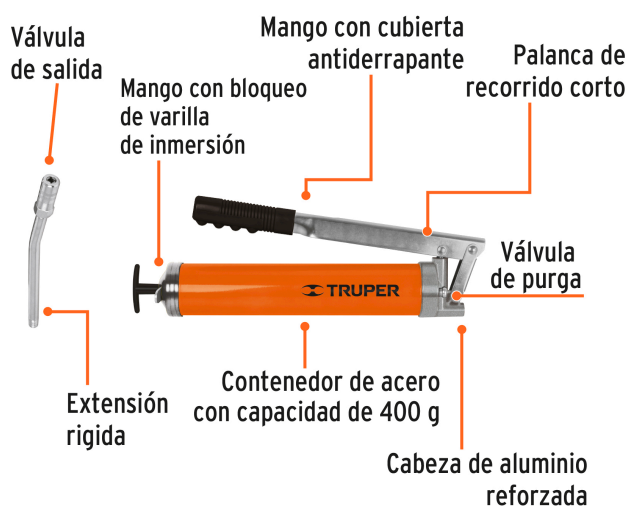 Válvula
de salida
Mango con cubierta
antiderrapante
Palanca de
recorrido corto
Mango con bloqueo
de varilla
de inmersión
Válvula
de purga
TRUPER
Extensión
rigida
Contenedor de acero
con capacidad de 400 g
Cabeza de aluminio
reforzada